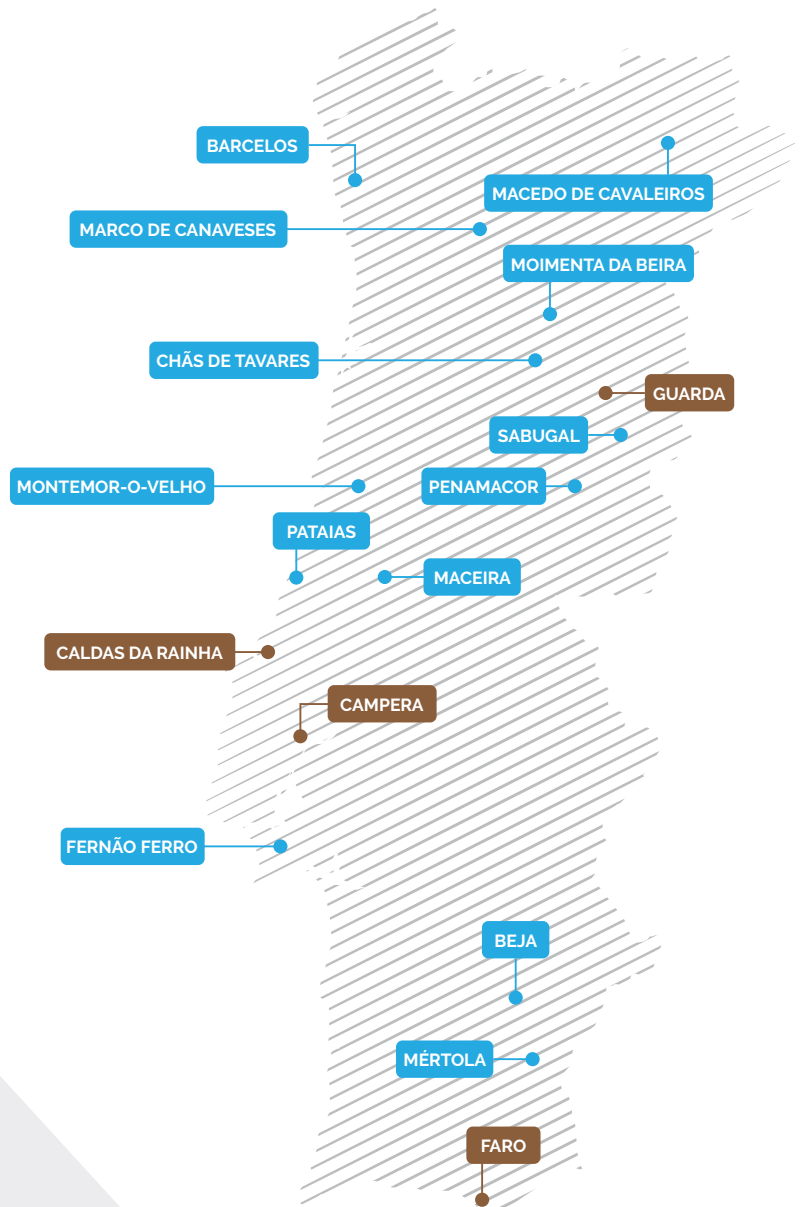 BARCELOS
MACEDO DE CAVALEIROS
MARCO DE CANAVESES
MOIMENTA DA BEIRA
CHÃS DE TAVARES
GUARDA
SABUGAL
MONTEMOR-O-VELHO
PENAMACOR
PATAIAS
MACEIRA
CALDAS DA RAINHA
CAMPERA
FERNÃO FERRO
BEJA
MÉRTOLA
FARO